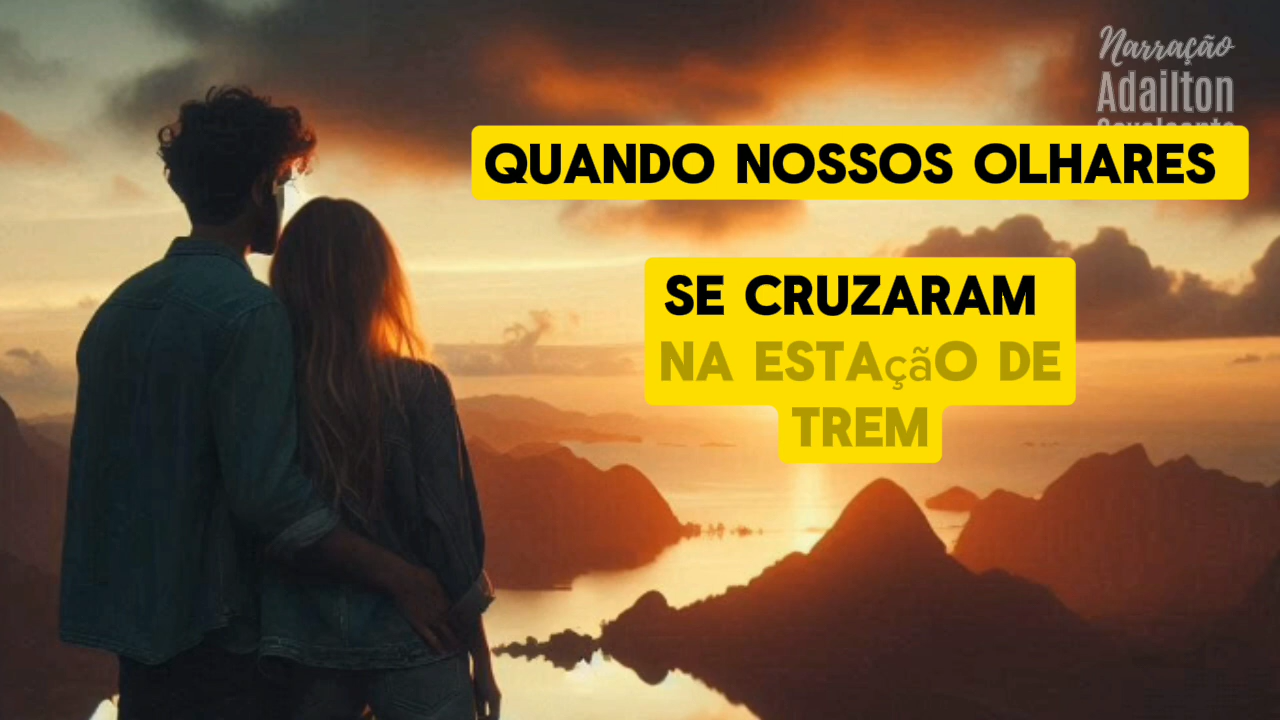 Narração
Adailton
QUANDO NOSSOS OLHARES
SE CRUZARAM
NA ESTAçãO DE
TREM